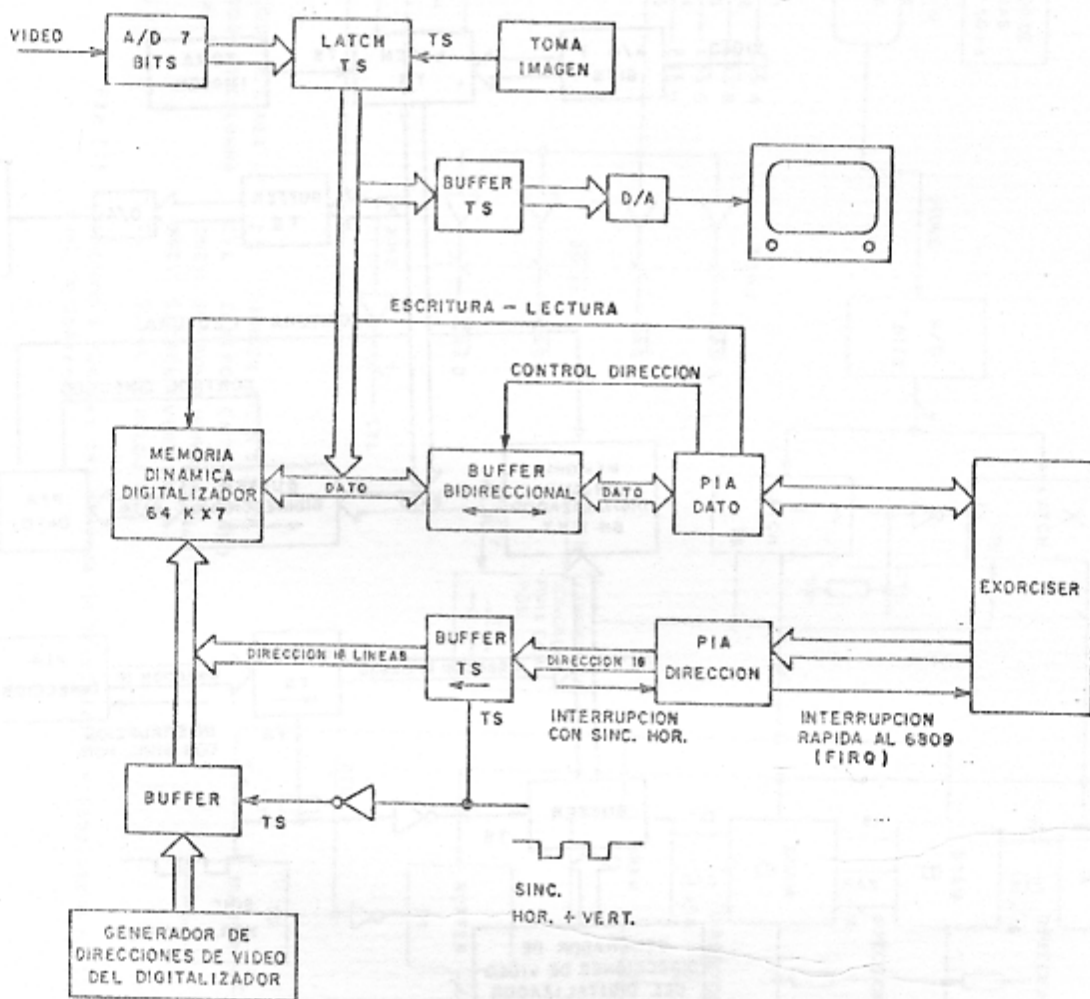 VIDEO
A/D 7
BITS
LATCH
TS
TS
TOMA
IMAGEN
BUFFER
TS
D/A
ESCRITURA - LECTURA
CONTROL DIRECCION
MEMORIA
DINAMICA
DIGITALIZADOR
64 K X 7
DATO
BUFFER
BIDIRECCIONAL
DATO
PIA
DATO
EXORCISER
DIRECCION 16 LINEAS
BUFFER
TS
DIRECCION 16
PIA
DIRECCION
TS
INTERRUPCION
CON SINC. HOR.
INTERRUPCION
RAPIDA AL 6809
(FIRQ)
BUFFER
TS
SINC.
HOR. + VERT.
GENERADOR DE
DIRECCIONES DE VIDEO
DEL DIGITALIZADOR